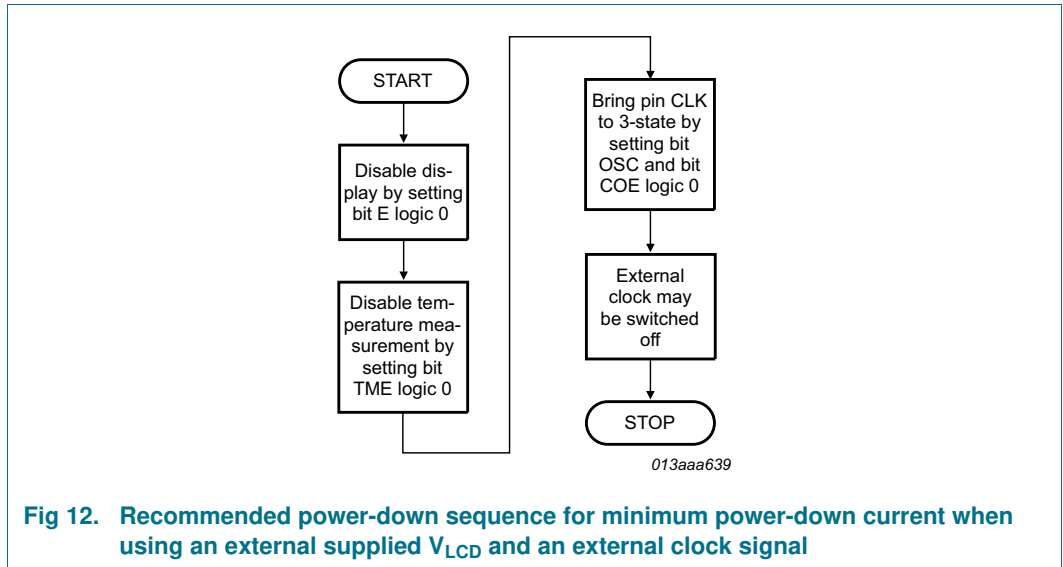 START
Disable dis-
play by setting
bit E logic 0
Disable tem-
perature mea-
surement by
setting bit
TME logic 0
Bring pin CLK
to 3-state by
setting bit
OSC and bit
COE logic 0
External
clock may
be switched
off
STOP
013aaa639
Fig 12. Recommended power-down sequence for minimum power-down current when
using an external supplied VLCD and an external clock signal